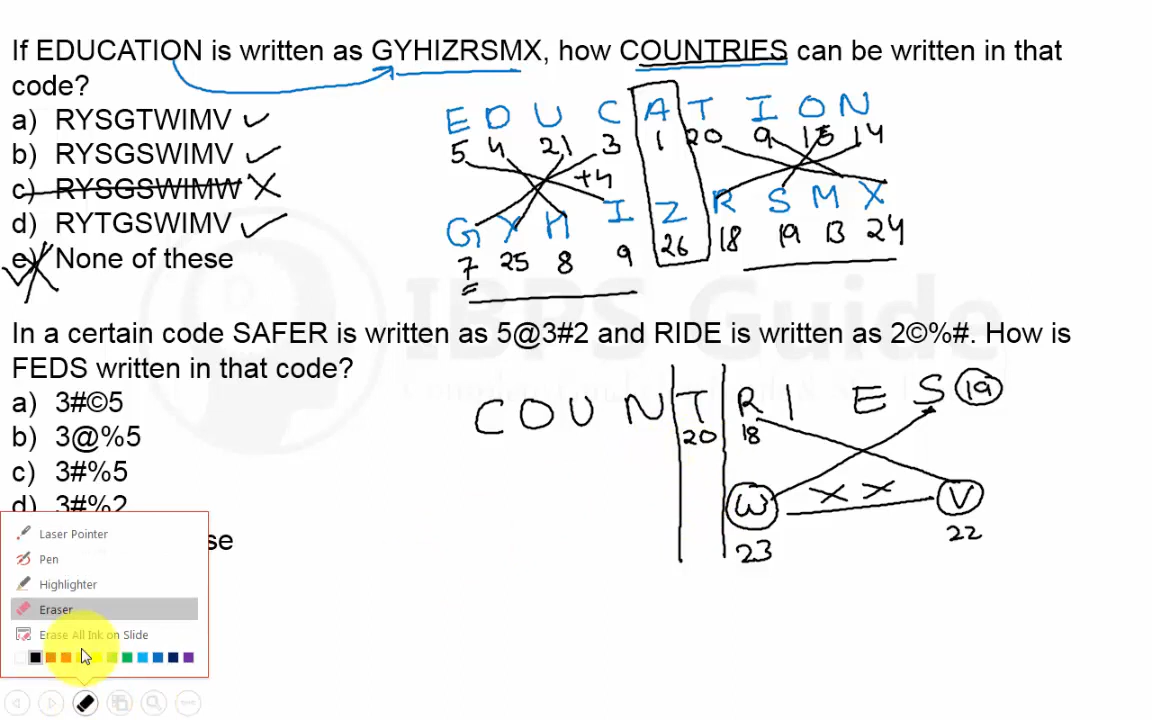 If EDUCATION is written as GYHIZRSMX, how COUNTRIES can be written in that
code?
a) RYSGTWIMV
b) RYSGSWIMV
c) RYSGSWIMW
d) RYTGSWIMV
e) None of these
E D U C A T I O N
5 4 21 3 1 20 9 15 14
+4
G Y H I Z R S M X
7 25 8 9 26 18 19 13 24
IBPS Guide
In a certain code SAFER is written as 5@3#2 and RIDE is written as 2©%#. How is
FEDS written in that code?
a) 3#©5
b) 3@%5
c) 3#%5
d) 3#%2
se
C O U N T R I E S 19
20 18
W X X V
23 22
Laser Pointer
Pen
Highlighter
Eraser
Erase All Ink on Slide